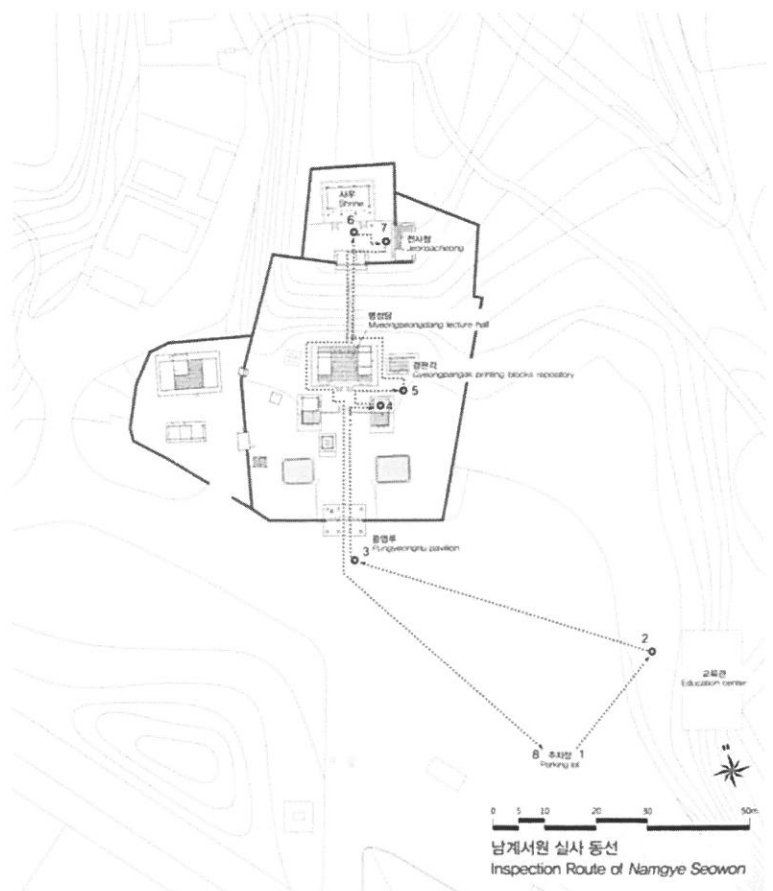 사우
Shrine
6
7
전사청
Jeonsacheong
명성당
Myeongseongdang lecture hall
경판각
Gyeongpangak printing blocks repository
5
4
풍영루
Pungyeongnu pavilion
3
2
교육관
Education center
8 주차장 1
Parking lot
0 5 10 20 30 50m
남계서원 실사 동선
Inspection Route of Namgye Seowon